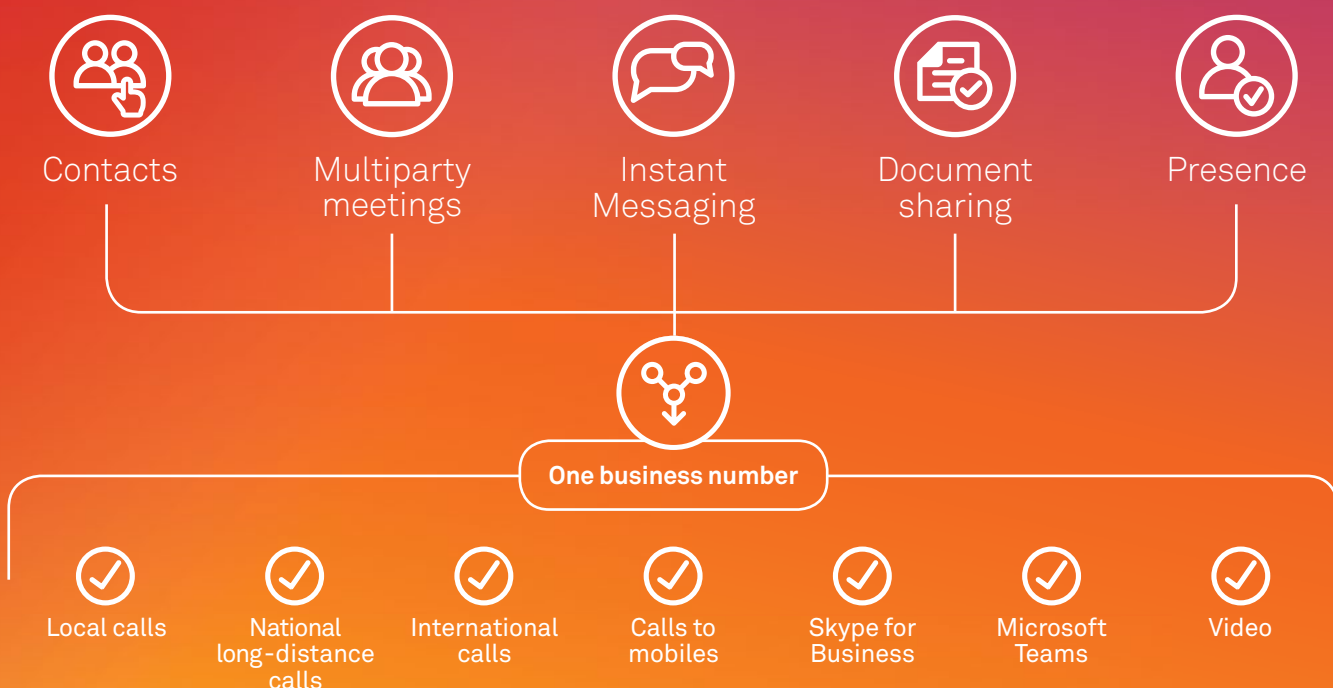 Contacts
Multiparty
meetings
Instant
Messaging
Document
sharing
Presence
One business number
Local calls
National
long-distance
calls
International
calls
Calls to
mobiles
Skype for
Business
Microsoft
Teams
Video